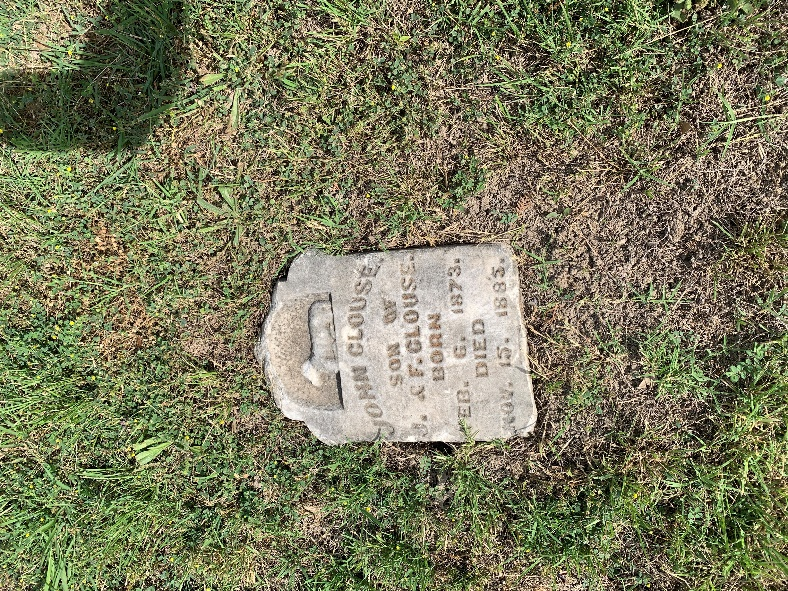 JOHN CLOUSE,
SON OF
J. & F. CLOUSE.
BORN
FEB. 6. 1873.
DIED
NOV. 15. 1883.